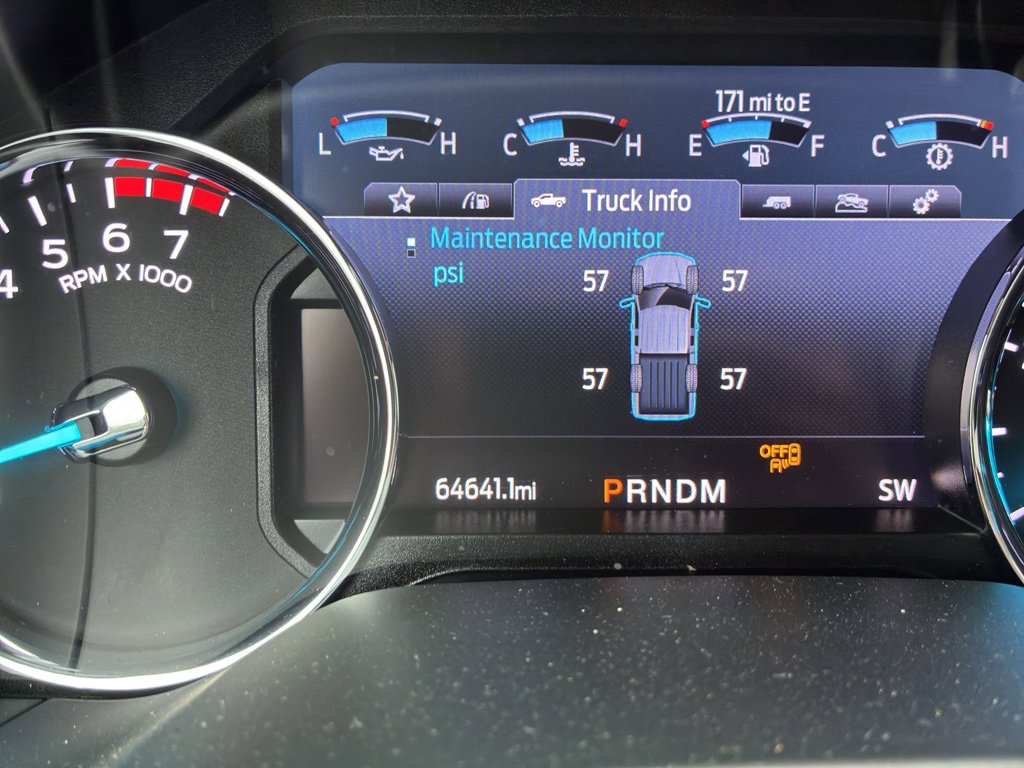 171 mi to E
L H
C H
E F
C H
Truck Info
Maintenance Monitor
psi
57 57
57 57
4 5 6 7
RPM X 1000
OFF
64641.1mi
PRNDM
SW